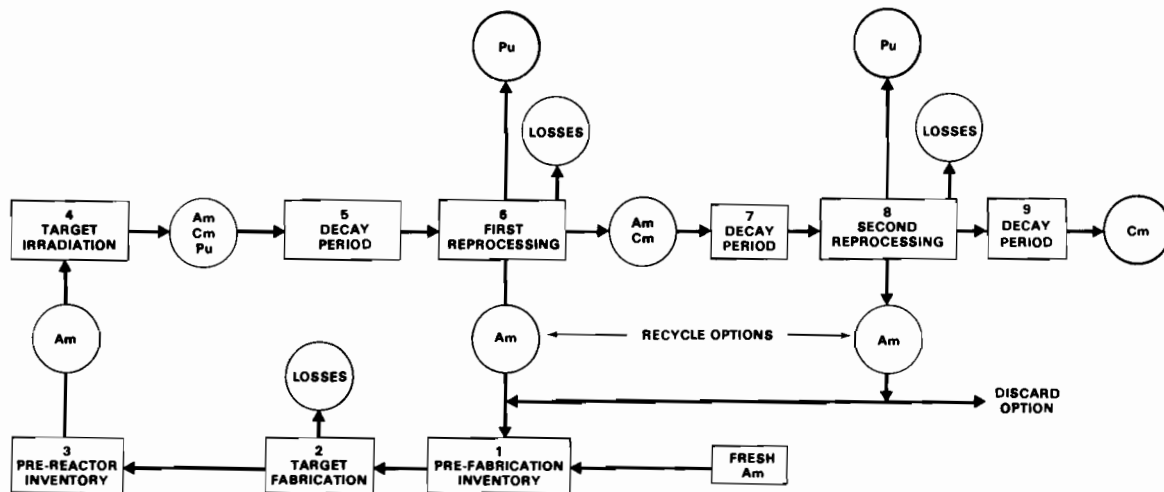 Pu
Pu
LOSSES
LOSSES
4
TARGET
IRRADIATION
Am
Cm
Pu
5
DECAY
PERIOD
6
FIRST
REPROCESSING
Am
Cm
7
DECAY
PERIOD
8
SECOND
REPROCESSING
9
DECAY
PERIOD
Cm
Am
Am
RECYCLE OPTIONS
Am
LOSSES
DISCARD
OPTION
3
PRE-REACTOR
INVENTORY
2
TARGET
FABRICATION
1
PRE-FABRICATION
INVENTORY
FRESH
Am